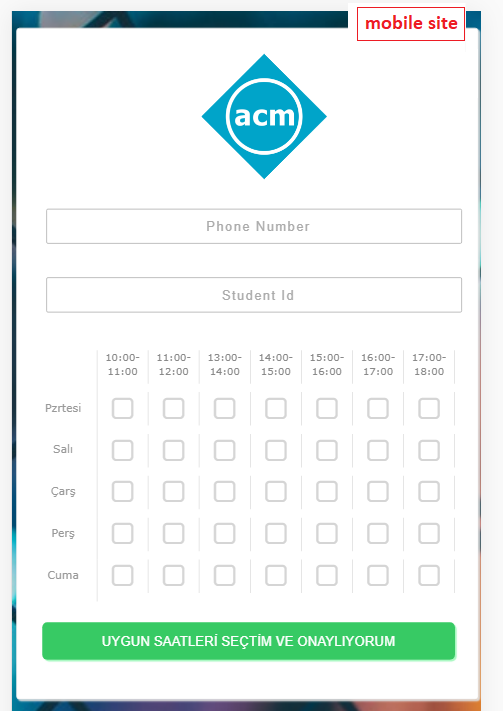 mobile site
acm
Phone Number
Student Id
10:00-11:00 11:00-12:00 13:00-14:00 14:00-15:00 15:00-16:00 16:00-17:00 17:00-18:00
Pzrtesi
Salı
Çarş
Perş
Cuma
UYGUN SAATLERİ SEÇTİM VE ONAYLIYORUM